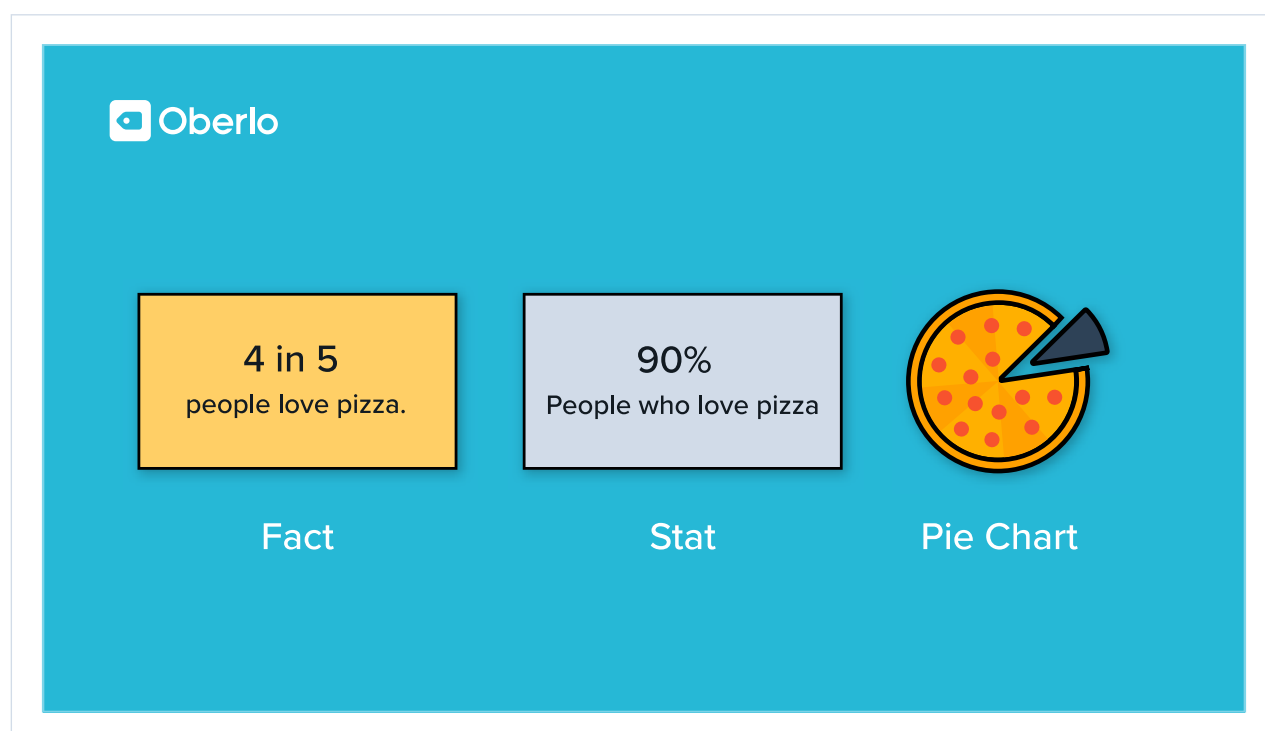 Oberlo
4 in 5
people love pizza.
90%
People who love pizza
Fact
Stat
Pie Chart